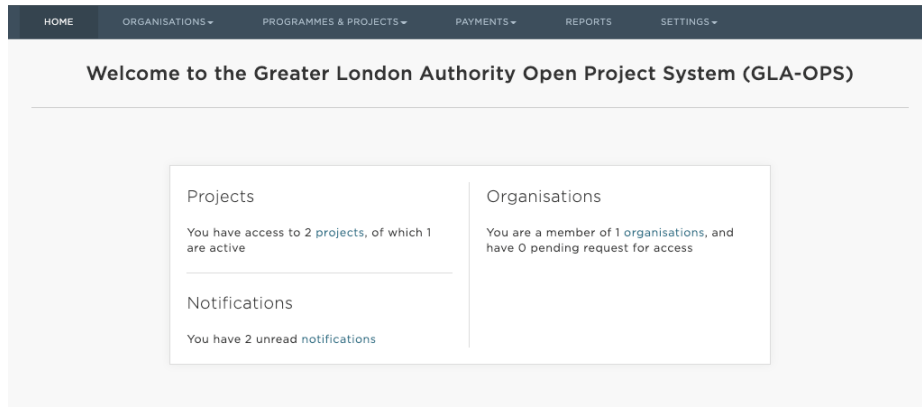 HOME ORGANISATIONS PROGRAMMES & PROJECTS PAYMENTS REPORTS SETTINGS
Welcome to the Greater London Authority Open Project System (GLA-OPS)
Projects
You have access to 2 projects, of which 1
are active
Notifications
You have 2 unread notifications
Organisations
You are a member of 1 organisations, and
have 0 pending request for access